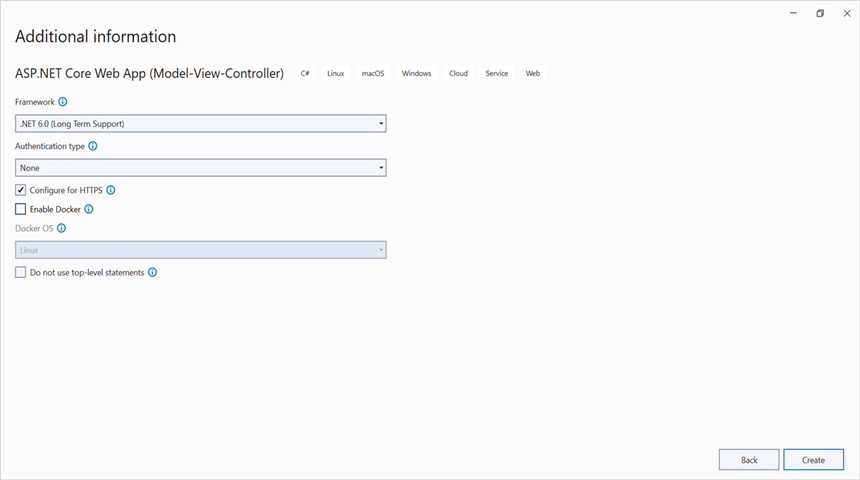 Additional information
ASP.NET Core Web App (Model-View-Controller) C# Linux macOS Windows Cloud Service Web
Framework
.NET 6.0 (Long Term Support)
Authentication type
None
Configure for HTTPS
Enable Docker
Docker OS
Linux
Do not use top-level statements
Back Create